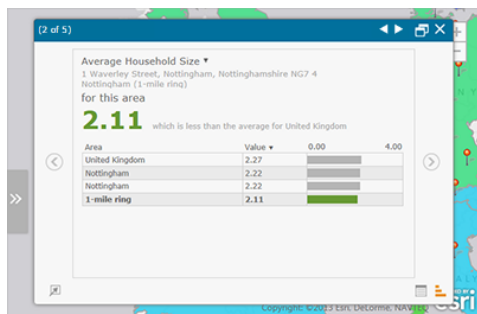 (2 of 5)
Average Household Size ▾
1 Waverley Street, Nottingham, Nottinghamshire NG7 4
Nottingham (1-mile ring)
for this area
2.11 which is less than the average for United Kingdom
Area Value ▾ 0.00 4.00
United Kingdom 2.27
Nottingham 2.22
Nottingham 2.22
1-mile ring 2.11
Copyright: ©2013 Esri, DeLorme, NAVTEQ
esri